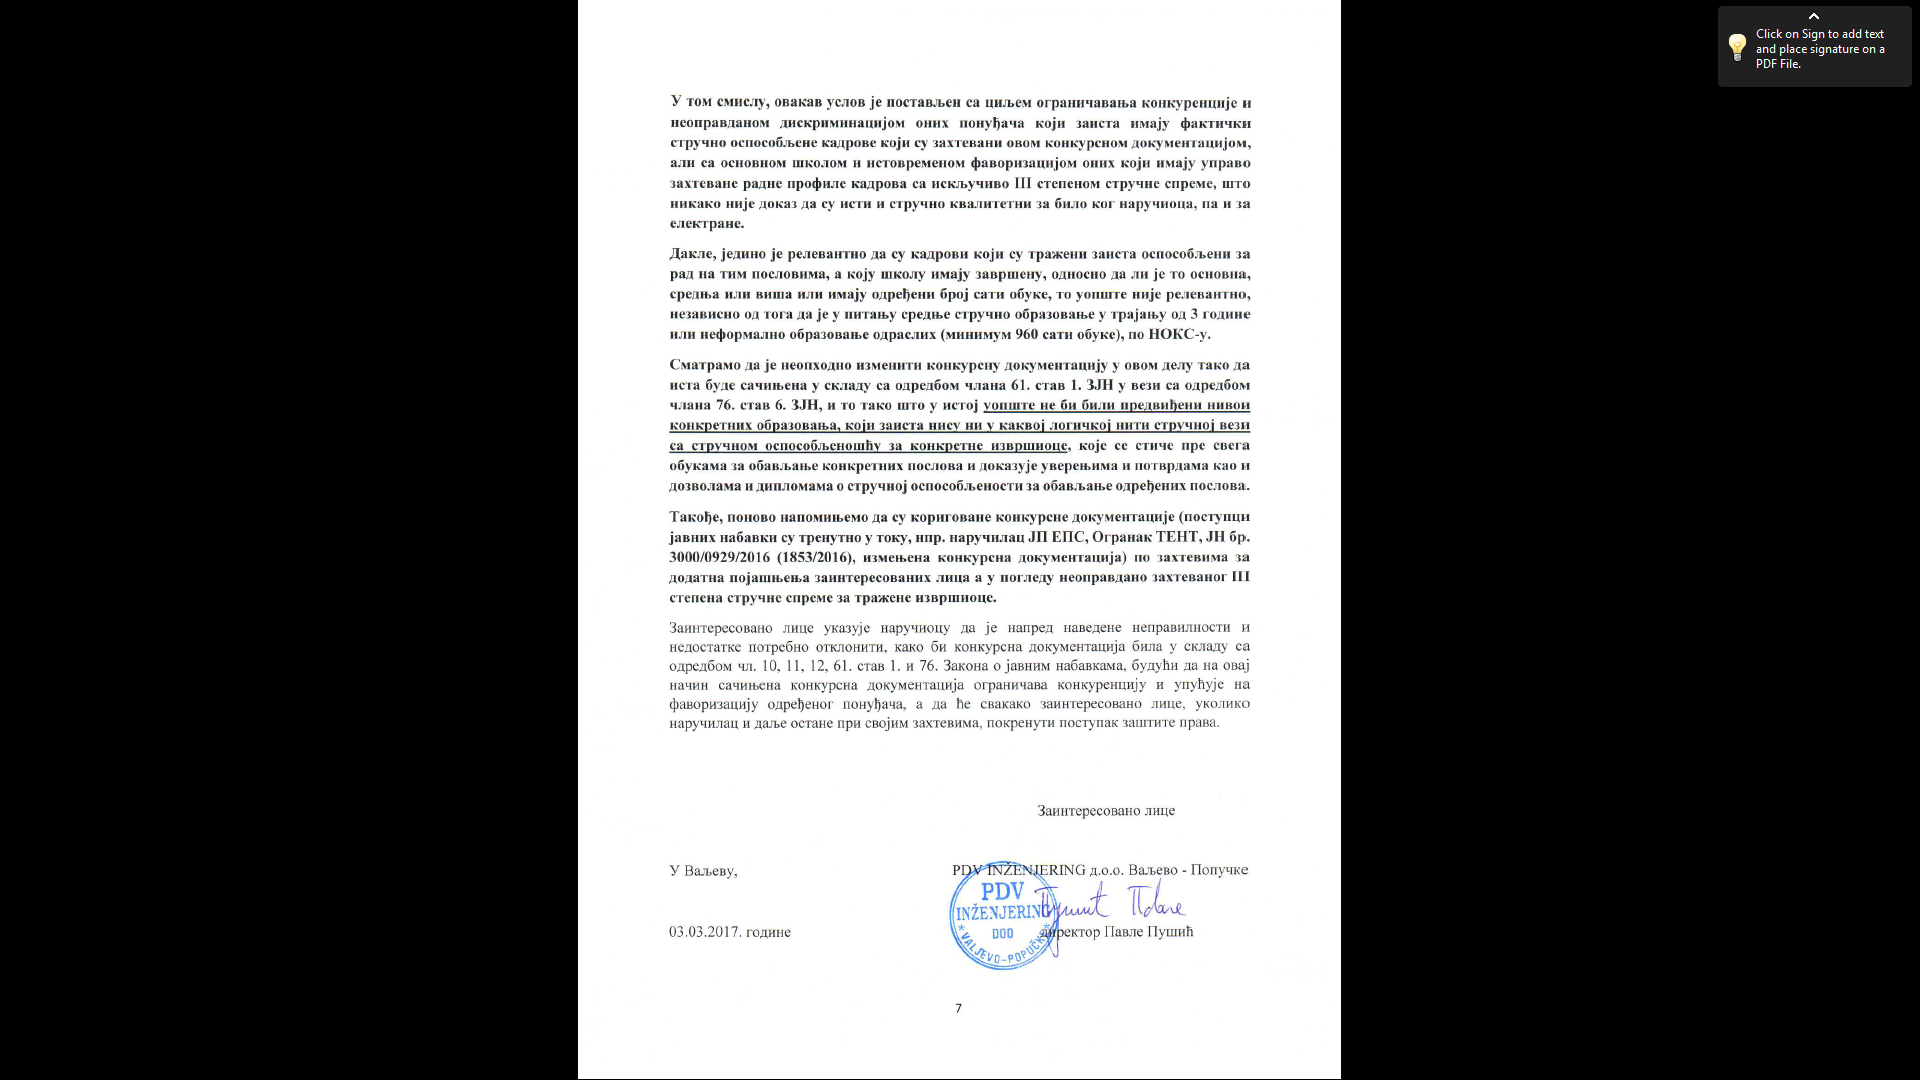 У том смислу, овакав услов је постављен са циљем ограничавања конкуренције и
неоправданом дискриминацијом оних понуђача који заиста имају фактички
стручно оспособљене кадрове који су захтевани овом конкурсном документацијом,
али са основном школом и истовременом фаворизацијом оних који имају управо
захтеване радне профиле кадрова са искључиво III степеном стручне спреме, што
никако није доказ да су исти и стручно квалитетни за било ког наручиоца, па и за
електране.
Дакле, једино је релевантно да су кадрови који су тражени заиста оспособљени за
рад на тим пословима, а коју школу имају завршену, односно да ли је то основна,
средња или виша или имају одређени број сати обуке, то уопште није релевантно,
независно од тога да је у питању средње стручно образовање у трајању од 3 године
или неформално образовање одраслих (минимум 960 сати обуке), по НОКС-у.
Сматрамо да је неопходно изменити конкурсну документацију у овом делу тако да
иста буде сачињена у складу са одредбом члана 61. став 1. ЗЈН у вези са одредбом
члана 76. став 6. ЗЈН, и то тако што у истој уопште не би били предвиђени нивои
конкретних образовања, који заиста нису ни у каквој логичкој нити стручној вези
са стручном оспособљеношћу за конкретне извршиоце, које се стиче пре свега
обукама за обављање конкретних послова и доказује уверењима и потврдама као и
дозволама и дипломама о стручној оспособљености за обављање одређених послова.
Такође, поново напомињемо да су кориговане конкурсне документације (поступци
јавних набавки су тренутно у току, нпр. наручилац ЈП ЕПС, Огранак ТЕНТ, ЈН бр.
3000/0929/2016 (1853/2016), измењена конкурсна документација) по захтевима за
додатна појашњења заинтересованих лица а у погледу неоправдано захтеваног III
степена стручне спреме за тражене извршиоце.
Заинтересовано лице указује наручиоцу да је напред наведене неправилности и
недостатке потребно отклонити, како би конкурсна документација била у складу са
одредбом чл. 10, 11, 12, 61. став 1. и 76. Закона о јавним набавкама, будући да на овај
начин сачињена конкурсна документација ограничава конкуренцију и упућује на
фаворизацију одређеног понуђача, а да ће свакако заинтересовано лице, уколико
наручилац и даље остане при својим захтевима, покренути поступак заштите права.
Заинтересовано лице
У Ваљеву,
PDV INŽENJERING д.о.о. Ваљево - Попучке
PDV
INŽENJERING
DOO
* VALJEVO-POPUČKE *
Пушић Павле
03.03.2017. године
директор Павле Пушић
7
Click on Sign to add text
and place signature on a
PDF File.